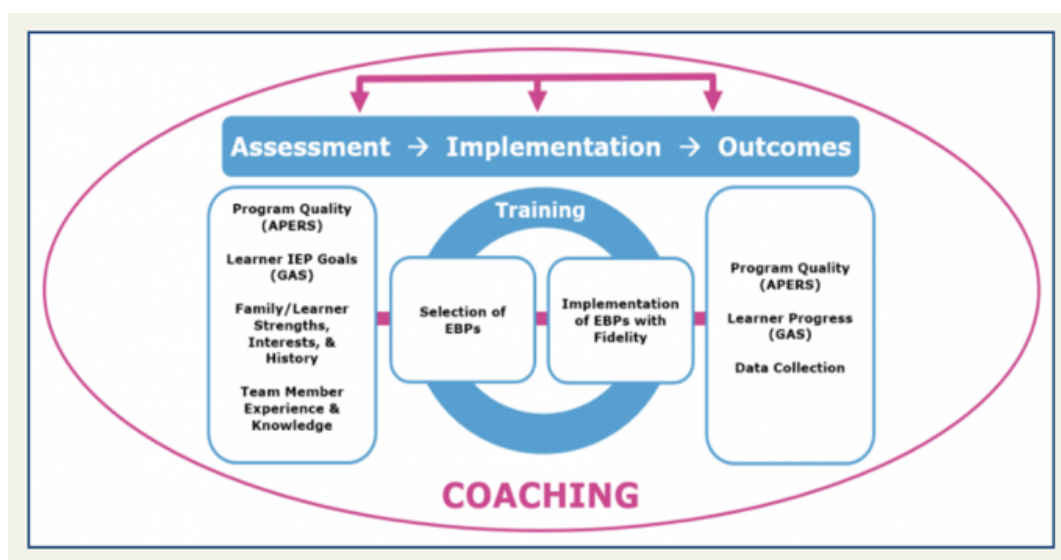 Assessment → Implementation → Outcomes
Program Quality
(APERS)
Learner IEP Goals
(GAS)
Family/Learner
Strengths,
Interests, &
History
Team Member
Experience &
Knowledge
Training
Selection of
EBPs
Implementation
of EBPs with
Fidelity
Program Quality
(APERS)
Learner Progress
(GAS)
Data Collection
COACHING